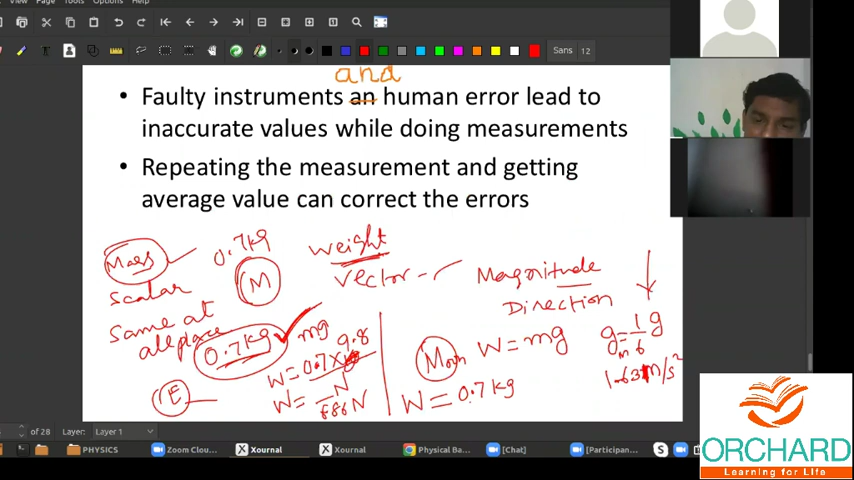 View Journal Tools Options Help
Sans 12
and
• Faulty instruments an human error lead to
inaccurate values while doing measurements
• Repeating the measurement and getting
average value can correct the errors
Mass 0.7kg
scalar M
Same at
all place
0.7kg
E
weight
vector
mg 9.8
W = 0.7 x
W = N
6.86 N
Magnitude
Direction
Moon W = mg
W = 0.7 kg
gm = 1/6 g
1.63 m/s²
of 28 Layer: Layer 1
PHYSICS Zoom Clou... Xournal Xournal Physical Ba... [Chat] [Participan...
ORCHARD
Learning for Life